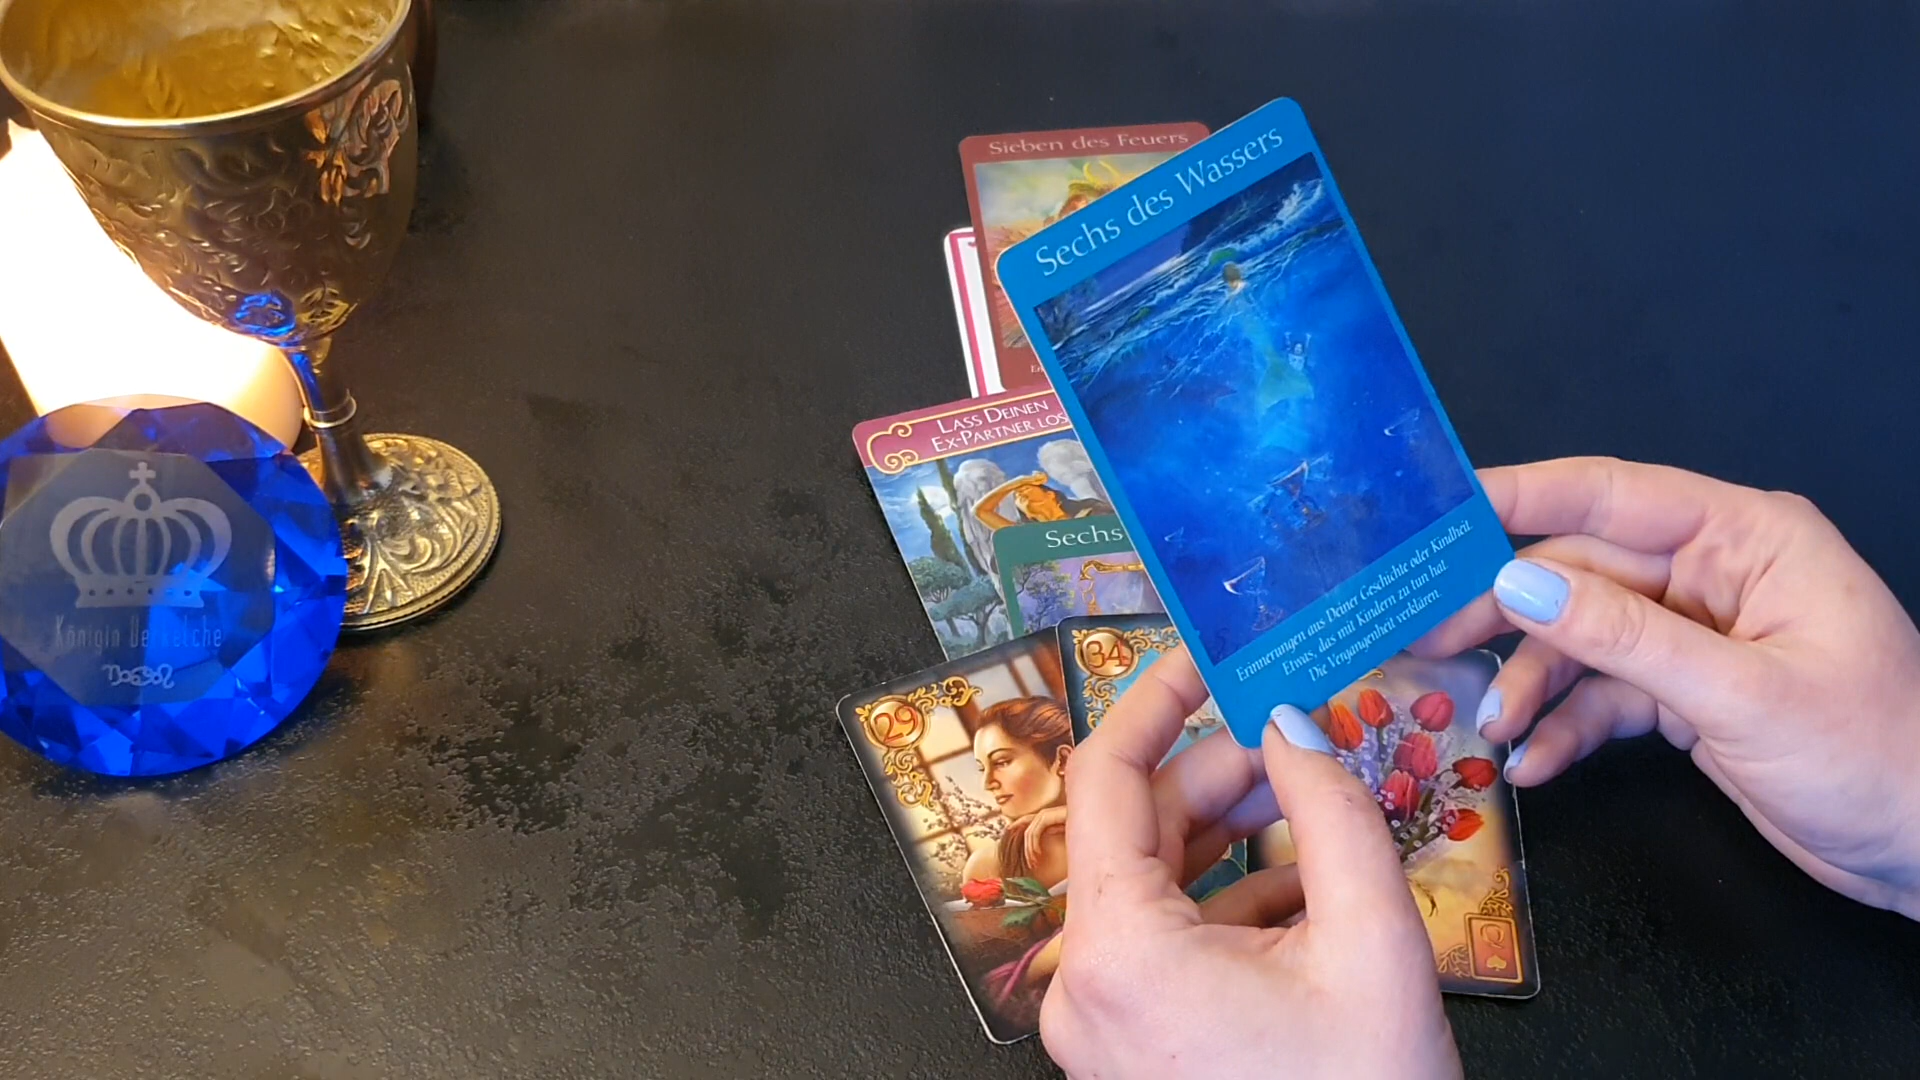 Sieben des Feuers
Sechs des Wassers
LASS DEINEN
EX-PARTNER LOS
Sechs
Erinnerungen aus Deiner Geschichte oder Kindheit.
Etwas, das mit Kindern zu tun hat.
Die Vergangenheit verklären.
29
34
Q
Königin Der Kelche